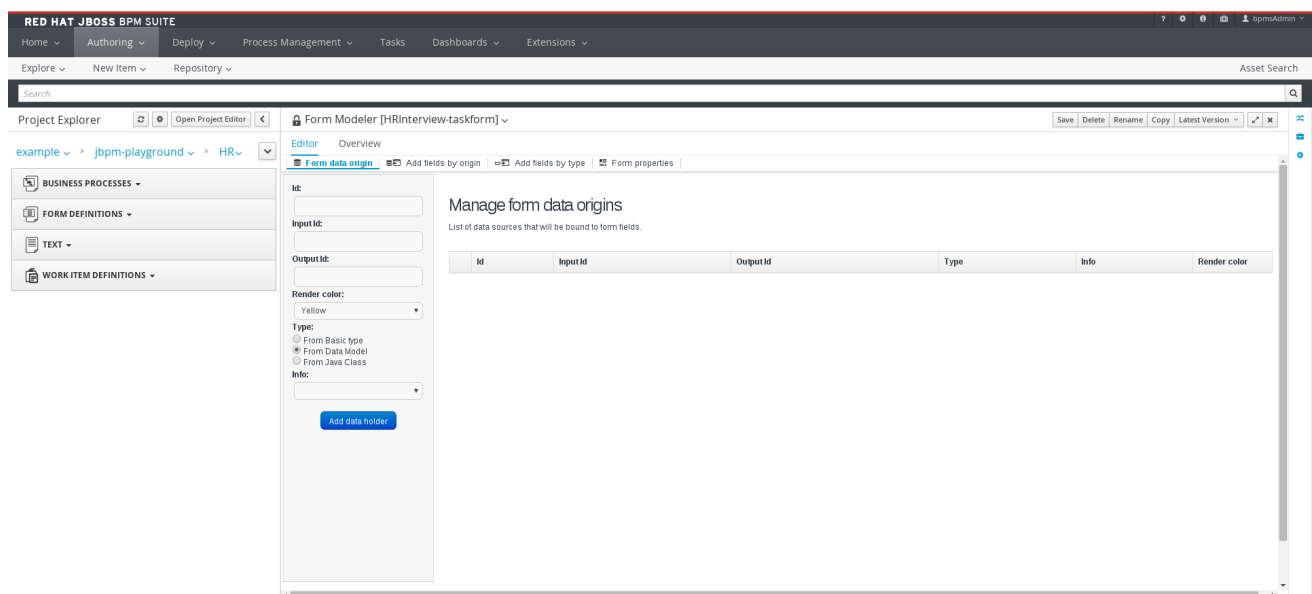 RED HAT JBOSS BPM SUITE
? bpmsAdmin
Home Authoring Deploy Process Management Tasks Dashboards Extensions
Explore New Item Repository Asset Search
Search
Project Explorer Open Project Editor
example » jbpm-playground » HR
BUSINESS PROCESSES
FORM DEFINITIONS
TEXT
WORK ITEM DEFINITIONS
Form Modeler [HRInterview-taskform]
Save Delete Rename Copy Latest Version
Editor Overview
Form data origin Add fields by origin Add fields by type Form properties
Id:
Input Id:
Output Id:
Render color:
Yellow
Type:
From Basic type
From Data Model
From Java Class
Info:
Add data holder
Manage form data origins
List of data sources that will be bound to form fields.
Id Input Id Output Id Type Info Render color